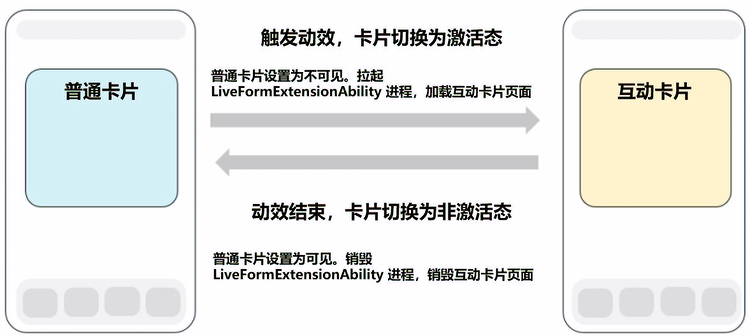 触发动效，卡片切换为激活态
普通卡片
普通卡片设置为不可见。拉起
LiveFormExtensionAbility 进程，加载互动卡片页面
互动卡片
动效结束，卡片切换为非激活态
普通卡片设置为可见。销毁
LiveFormExtensionAbility 进程，销毁互动卡片页面